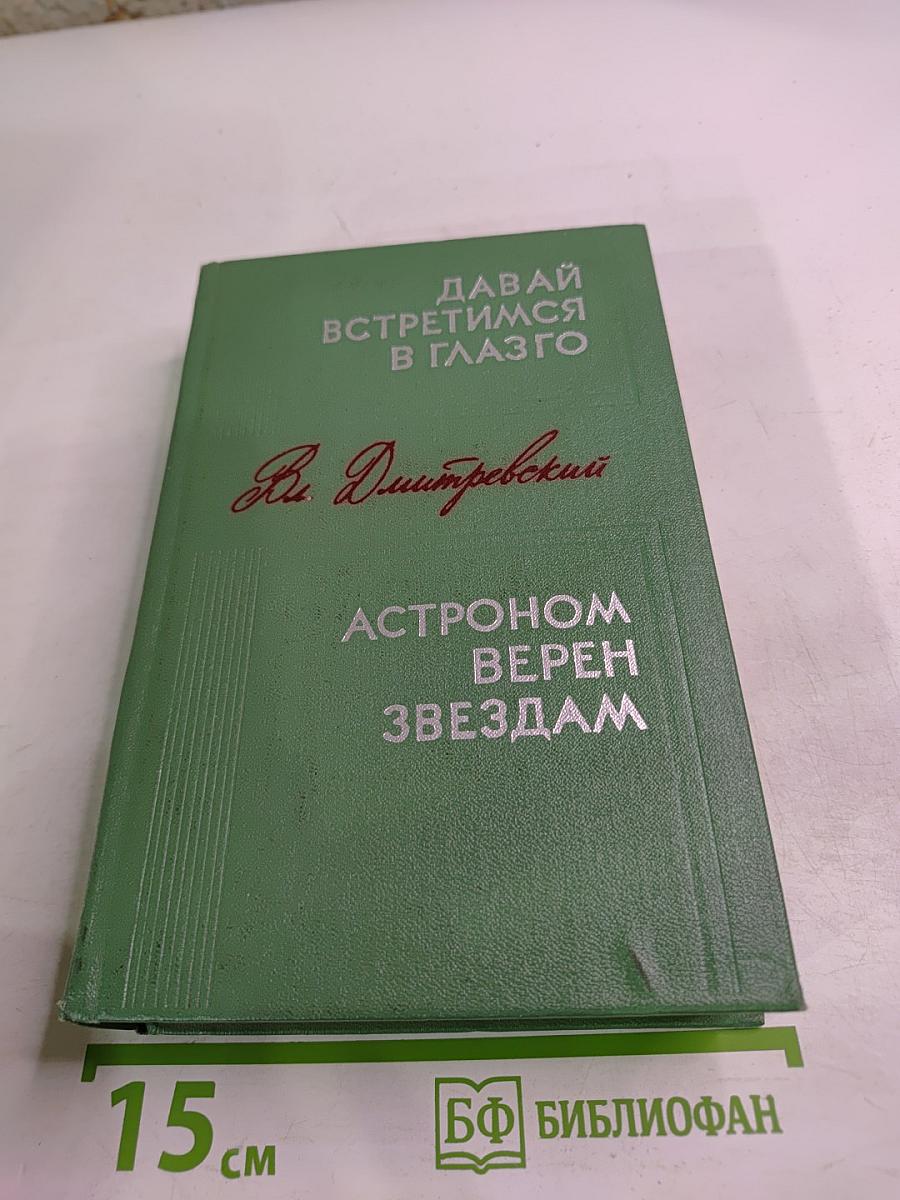 ДАВАЙ
ВСТРЕТИМСЯ
В ГЛАЗГО
Вл. Дмитревский
АСТРОНОМ
ВЕРЕН
ЗВЕЗДАМ
15 см
БФ БИБЛИОФАН